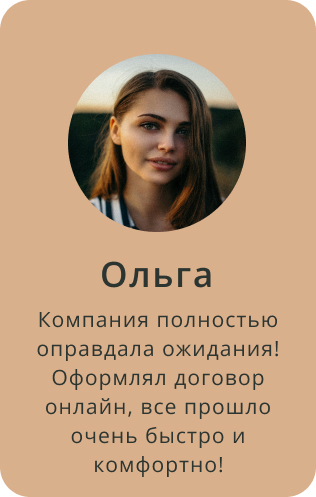 Ольга
Компания полностью
оправдала ожидания!
Оформлял договор
онлайн, все прошло
очень быстро и
комфортно!